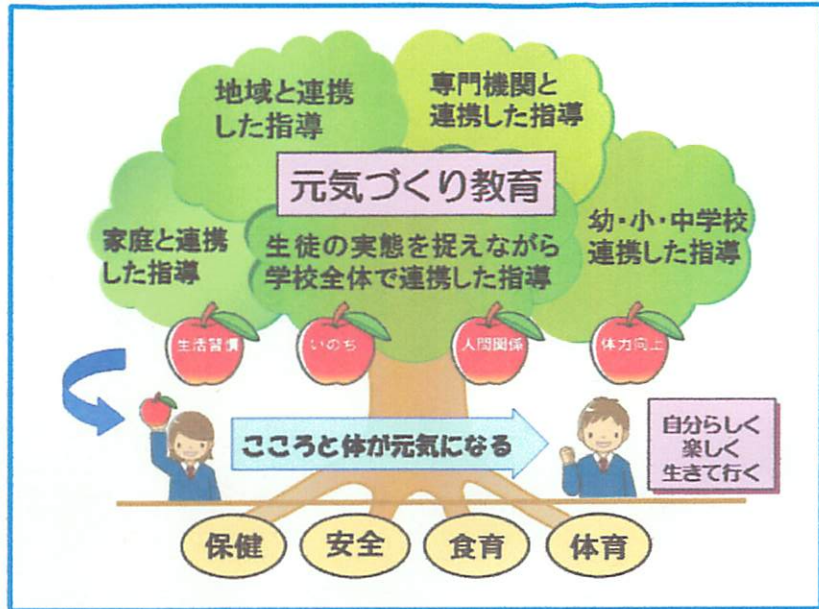 地域と連携
した指導
専門機関と
連携した指導
元気づくり教育
家庭と連携
した指導
生徒の実態を捉えながら
学校全体で連携した指導
幼・小・中学校
連携した指導
生活習慣
いのち
人間関係
体力向上
こころと体が元気になる
自分らしく
楽しく
生きて行く
保健
安全
食育
体育